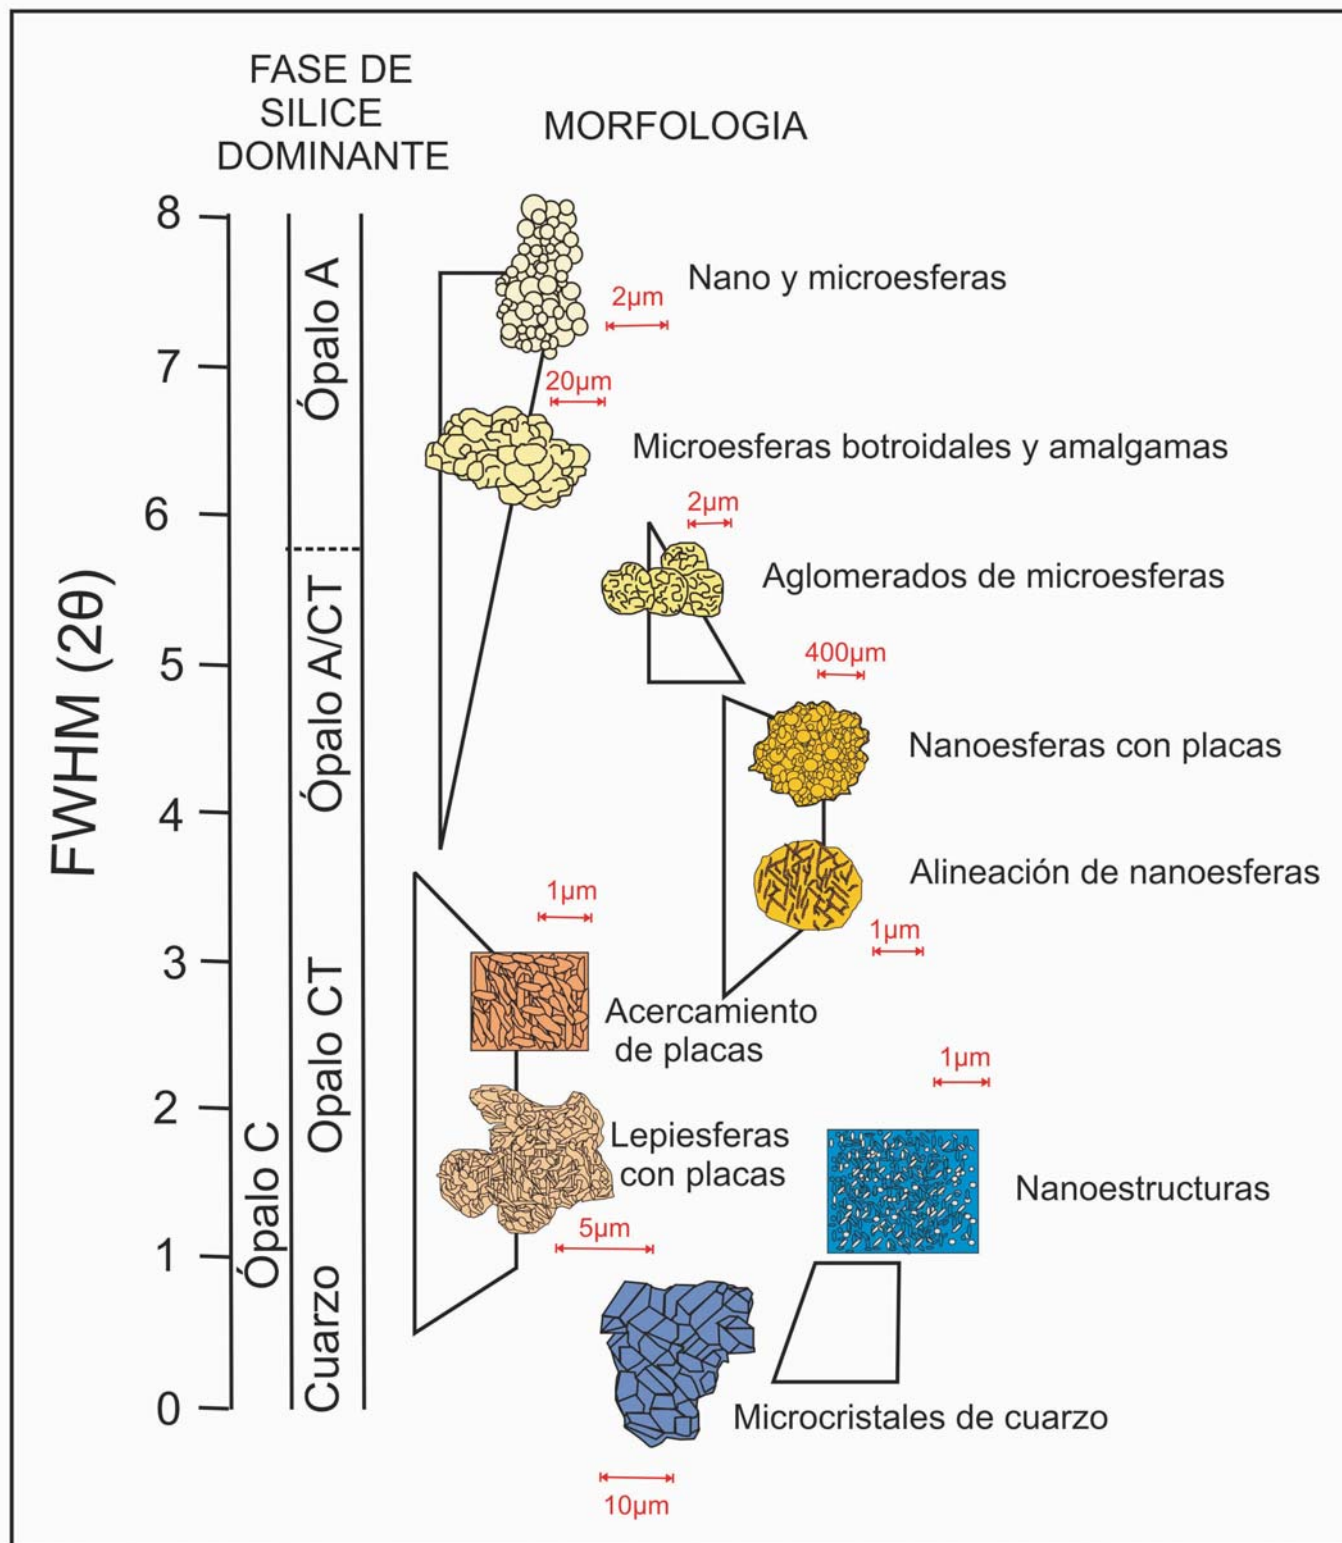 FASE DE
SILICE
DOMINANTE
MORFOLOGIA
8
7
6
5
4
3
2
1
0
FWHM (2θ)
Ópalo A
Ópalo A/CT
Opalo CT
Ópalo C
Cuarzo
Nano y microesferas
2μm
20μm
Microesferas botroidales y amalgamas
2μm
Aglomerados de microesferas
400μm
Nanoesferas con placas
Alineación de nanoesferas
1μm
1μm
Acercamiento
de placas
1μm
Lepiesferas
con placas
Nanoestructuras
5μm
Microcristales de cuarzo
10μm